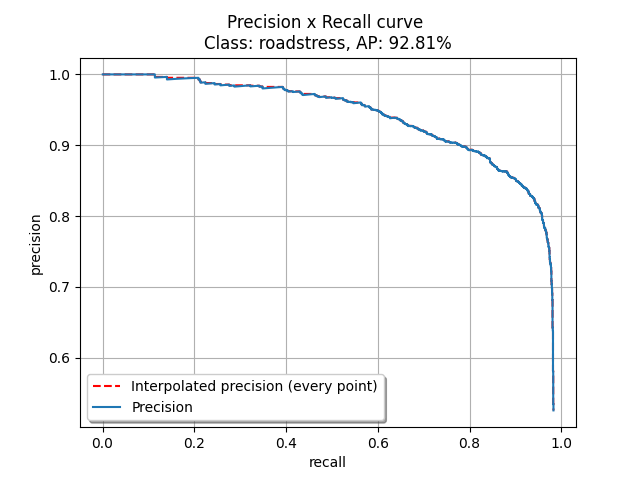 Precision x Recall curve
Class: roadstress, AP: 92.81%
1.0
0.9
0.8
0.7
0.6
precision
Interpolated precision (every point)
Precision
0.0 0.2 0.4 0.6 0.8 1.0
recall